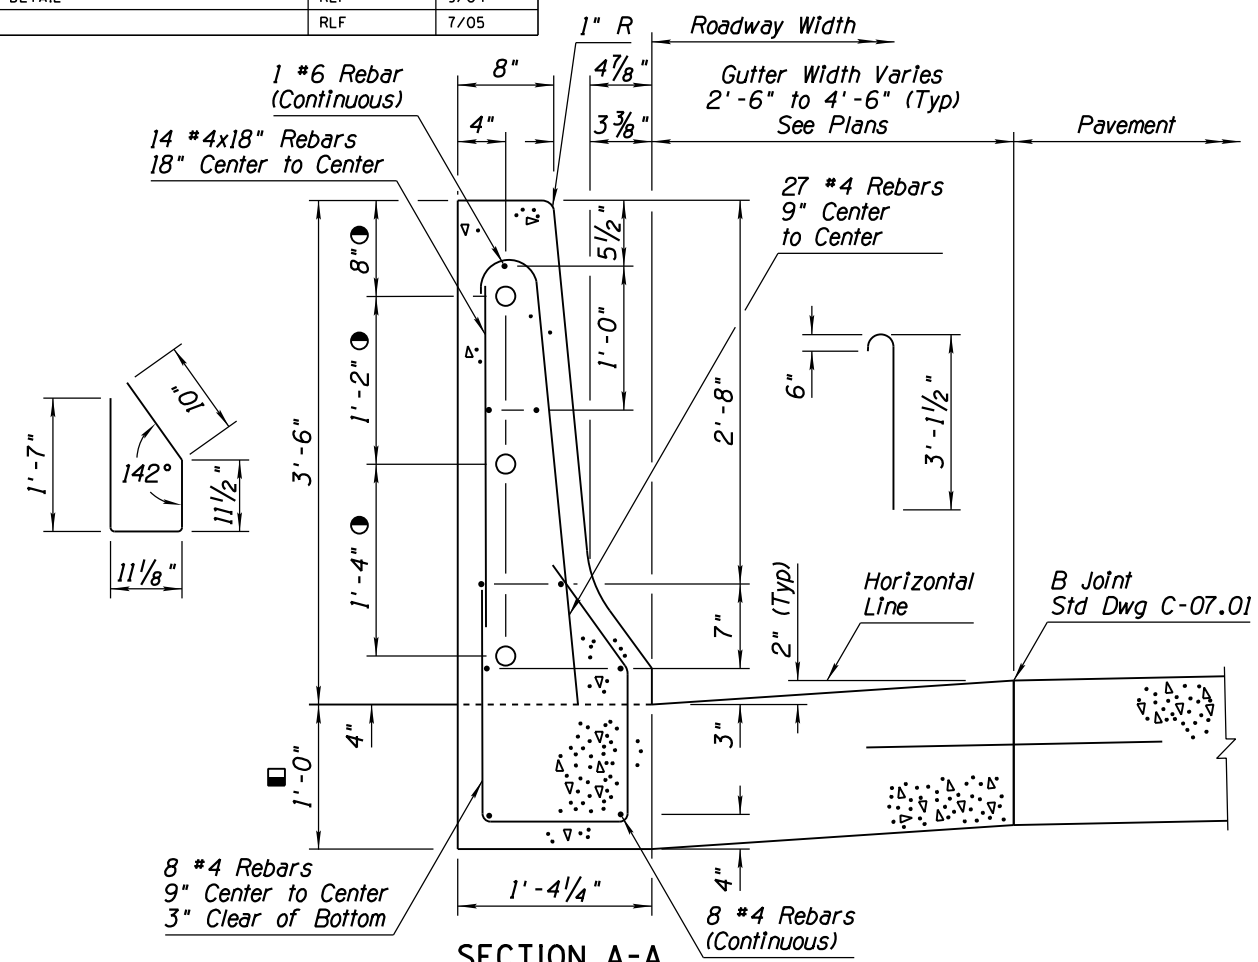 RLF
RLF 7/05
1" R
Roadway Width
1 #6 Rebar
(Continuous)
8"
4 7/8"
Gutter Width Varies
2'-6" to 4'-6" (Typ)
See Plans
Pavement
4"
3 3/8"
14 #4x18" Rebars
18" Center to Center
27 #4 Rebars
9" Center
to Center
8"
5 1/2"
1'-2"
1'-0"
6"
3'-1 1/2"
10"
2'-8"
3'-6"
1'-7"
142°
11 1/2"
11 1/8"
1'-4"
Horizontal
Line
B Joint
Std Dwg C-07.01
2" (Typ)
7"
4"
3"
1'-0"
8 #4 Rebars
9" Center to Center
3" Clear of Bottom
1'-4 1/4"
4"
8 #4 Rebars
(Continuous)
SECTION A-A